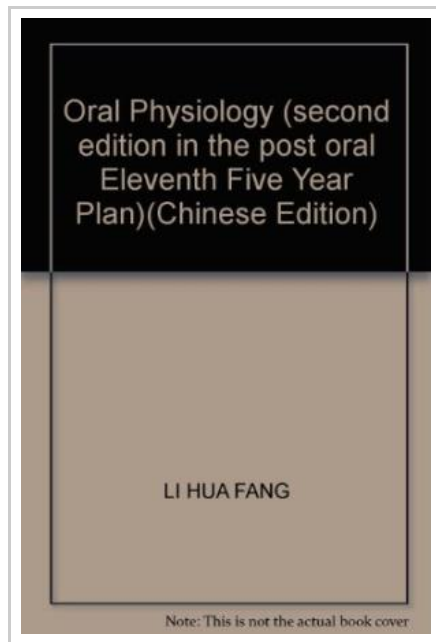 Oral Physiology (second
edition in the post oral
Eleventh Five Year
Plan)(Chinese Edition)
LI HUA FANG
Note: This is not the actual book cover